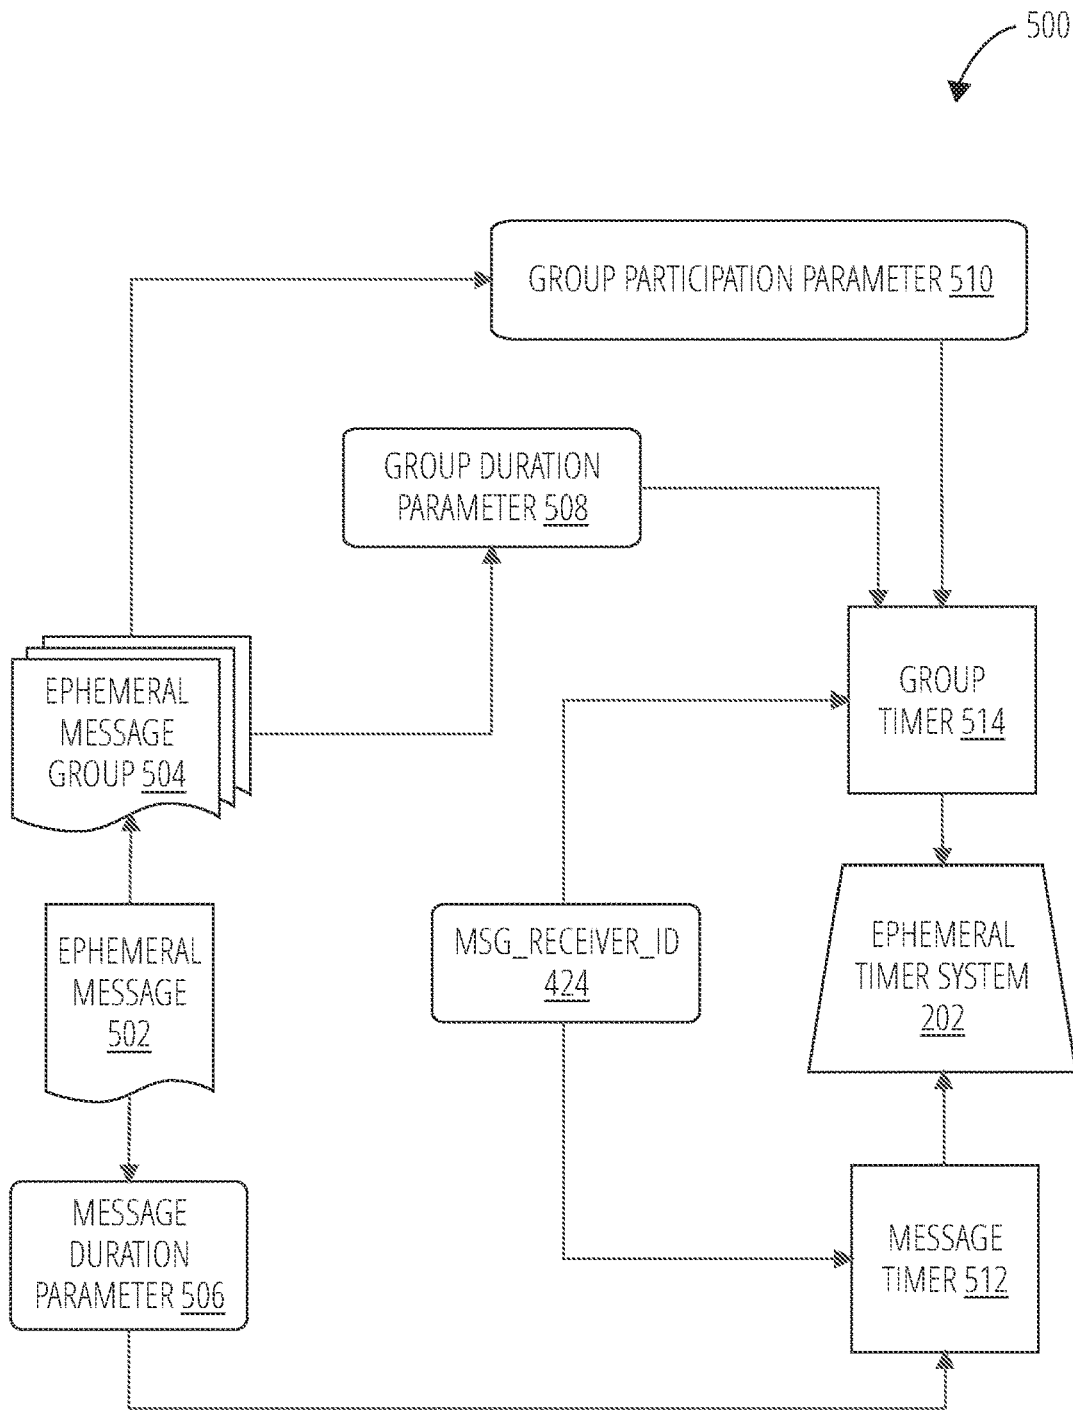 500
GROUP PARTICIPATION PARAMETER 510
GROUP DURATION
PARAMETER 508
EPHEMERAL
MESSAGE
GROUP 504
GROUP
TIMER 514
EPHEMERAL
MESSAGE
502
MSG_RECEIVER_ID
424
EPHEMERAL
TIMER SYSTEM
202
MESSAGE
DURATION
PARAMETER 506
MESSAGE
TIMER 512